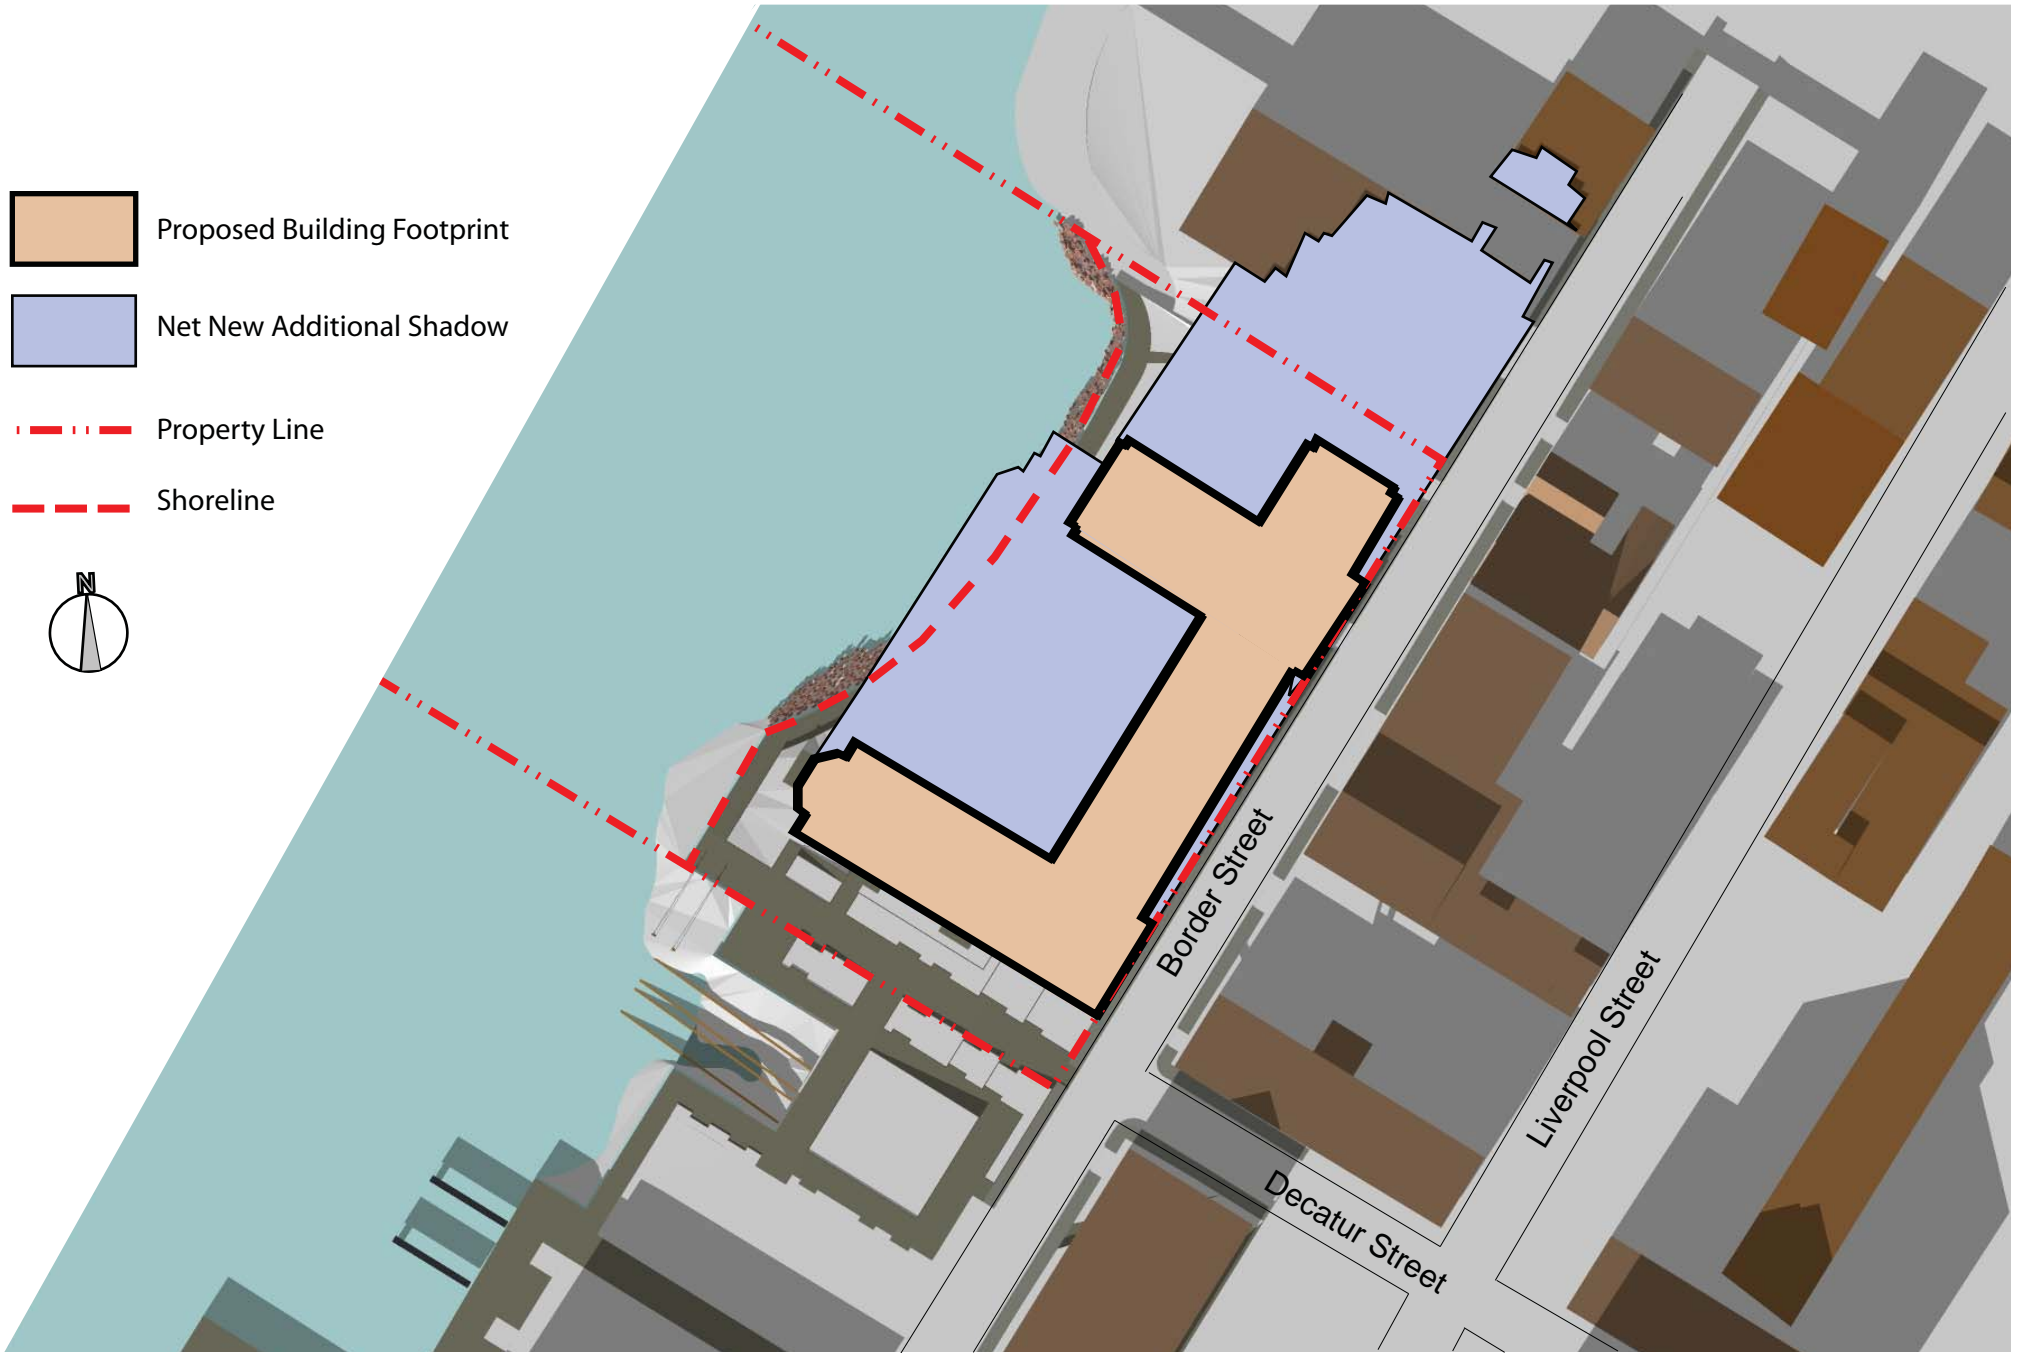 Proposed Building Footprint
Net New Additional Shadow
Property Line
Shoreline
N
Border Street
Liverpool Street
Decatur Street